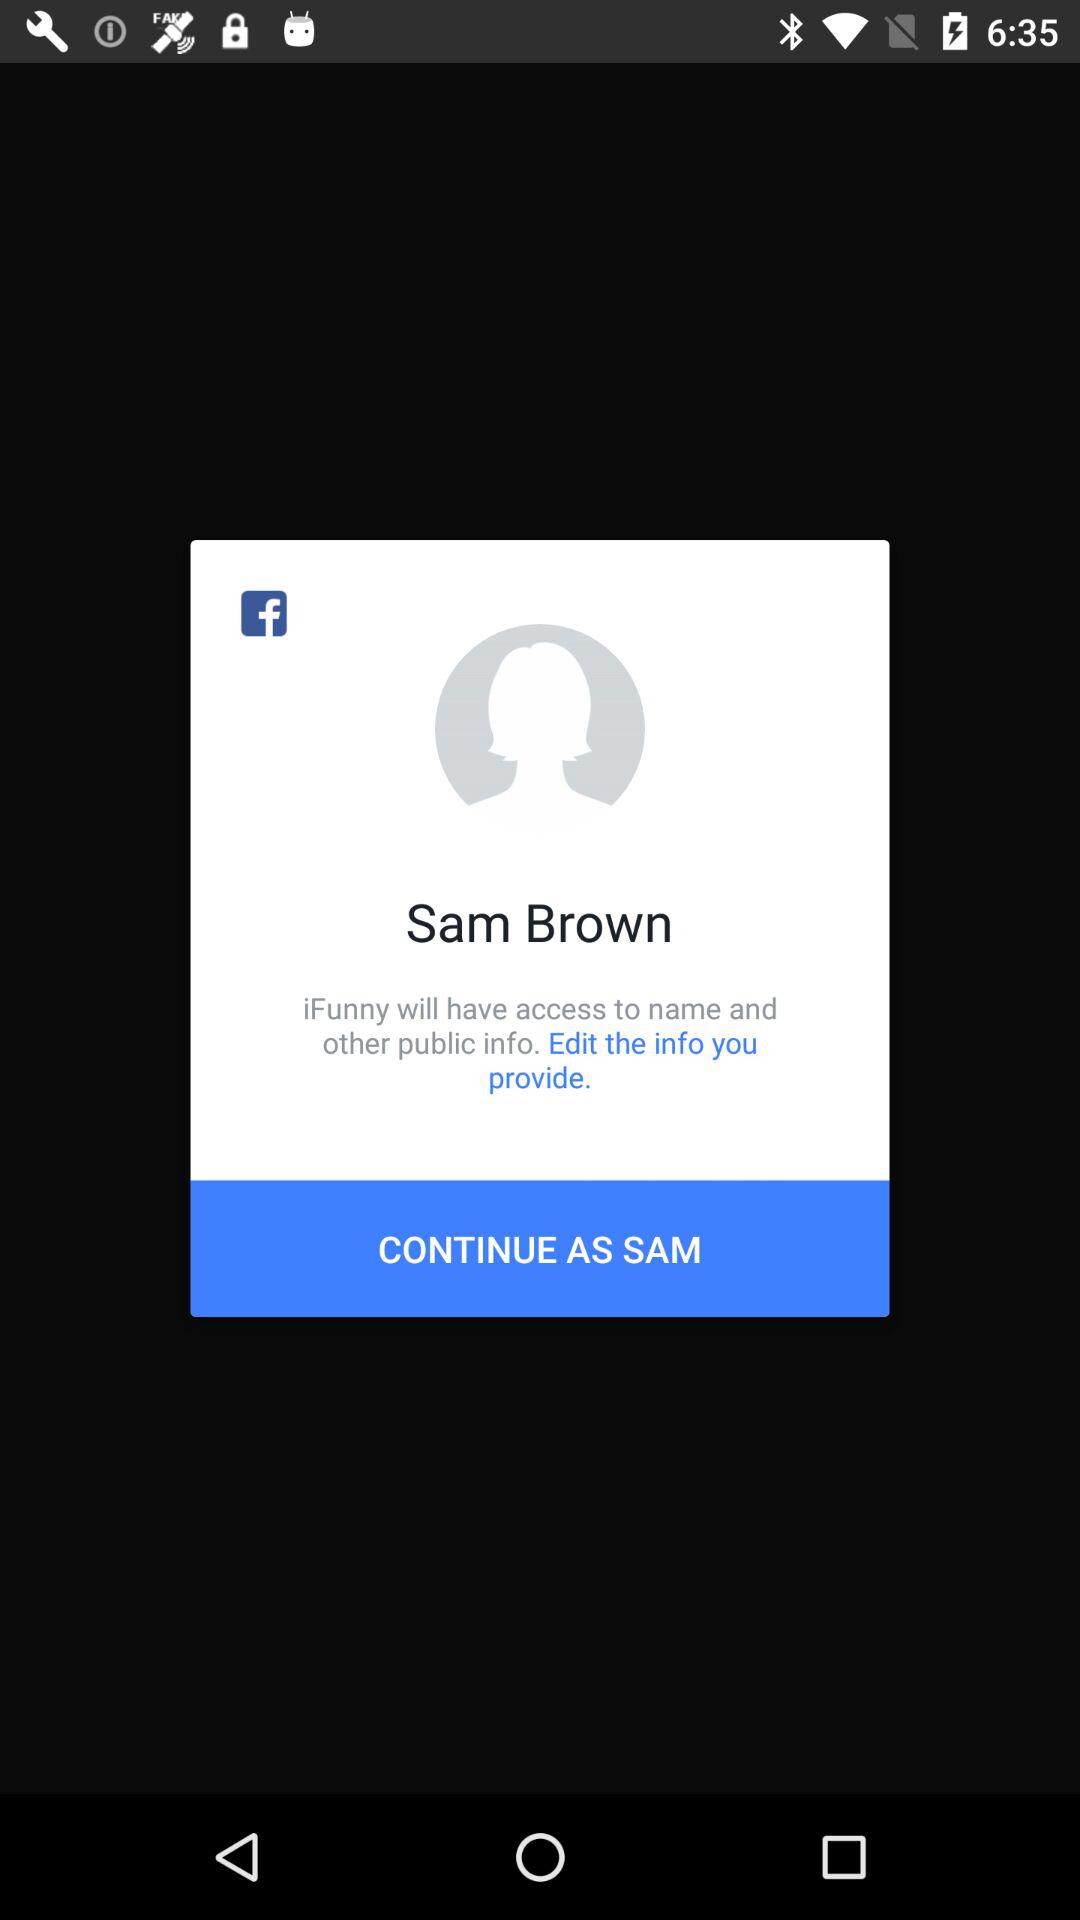 FAKE
6:35
Sam Brown
iFunny will have access to name and
other public info. Edit the info you
provide.
CONTINUE AS SAM